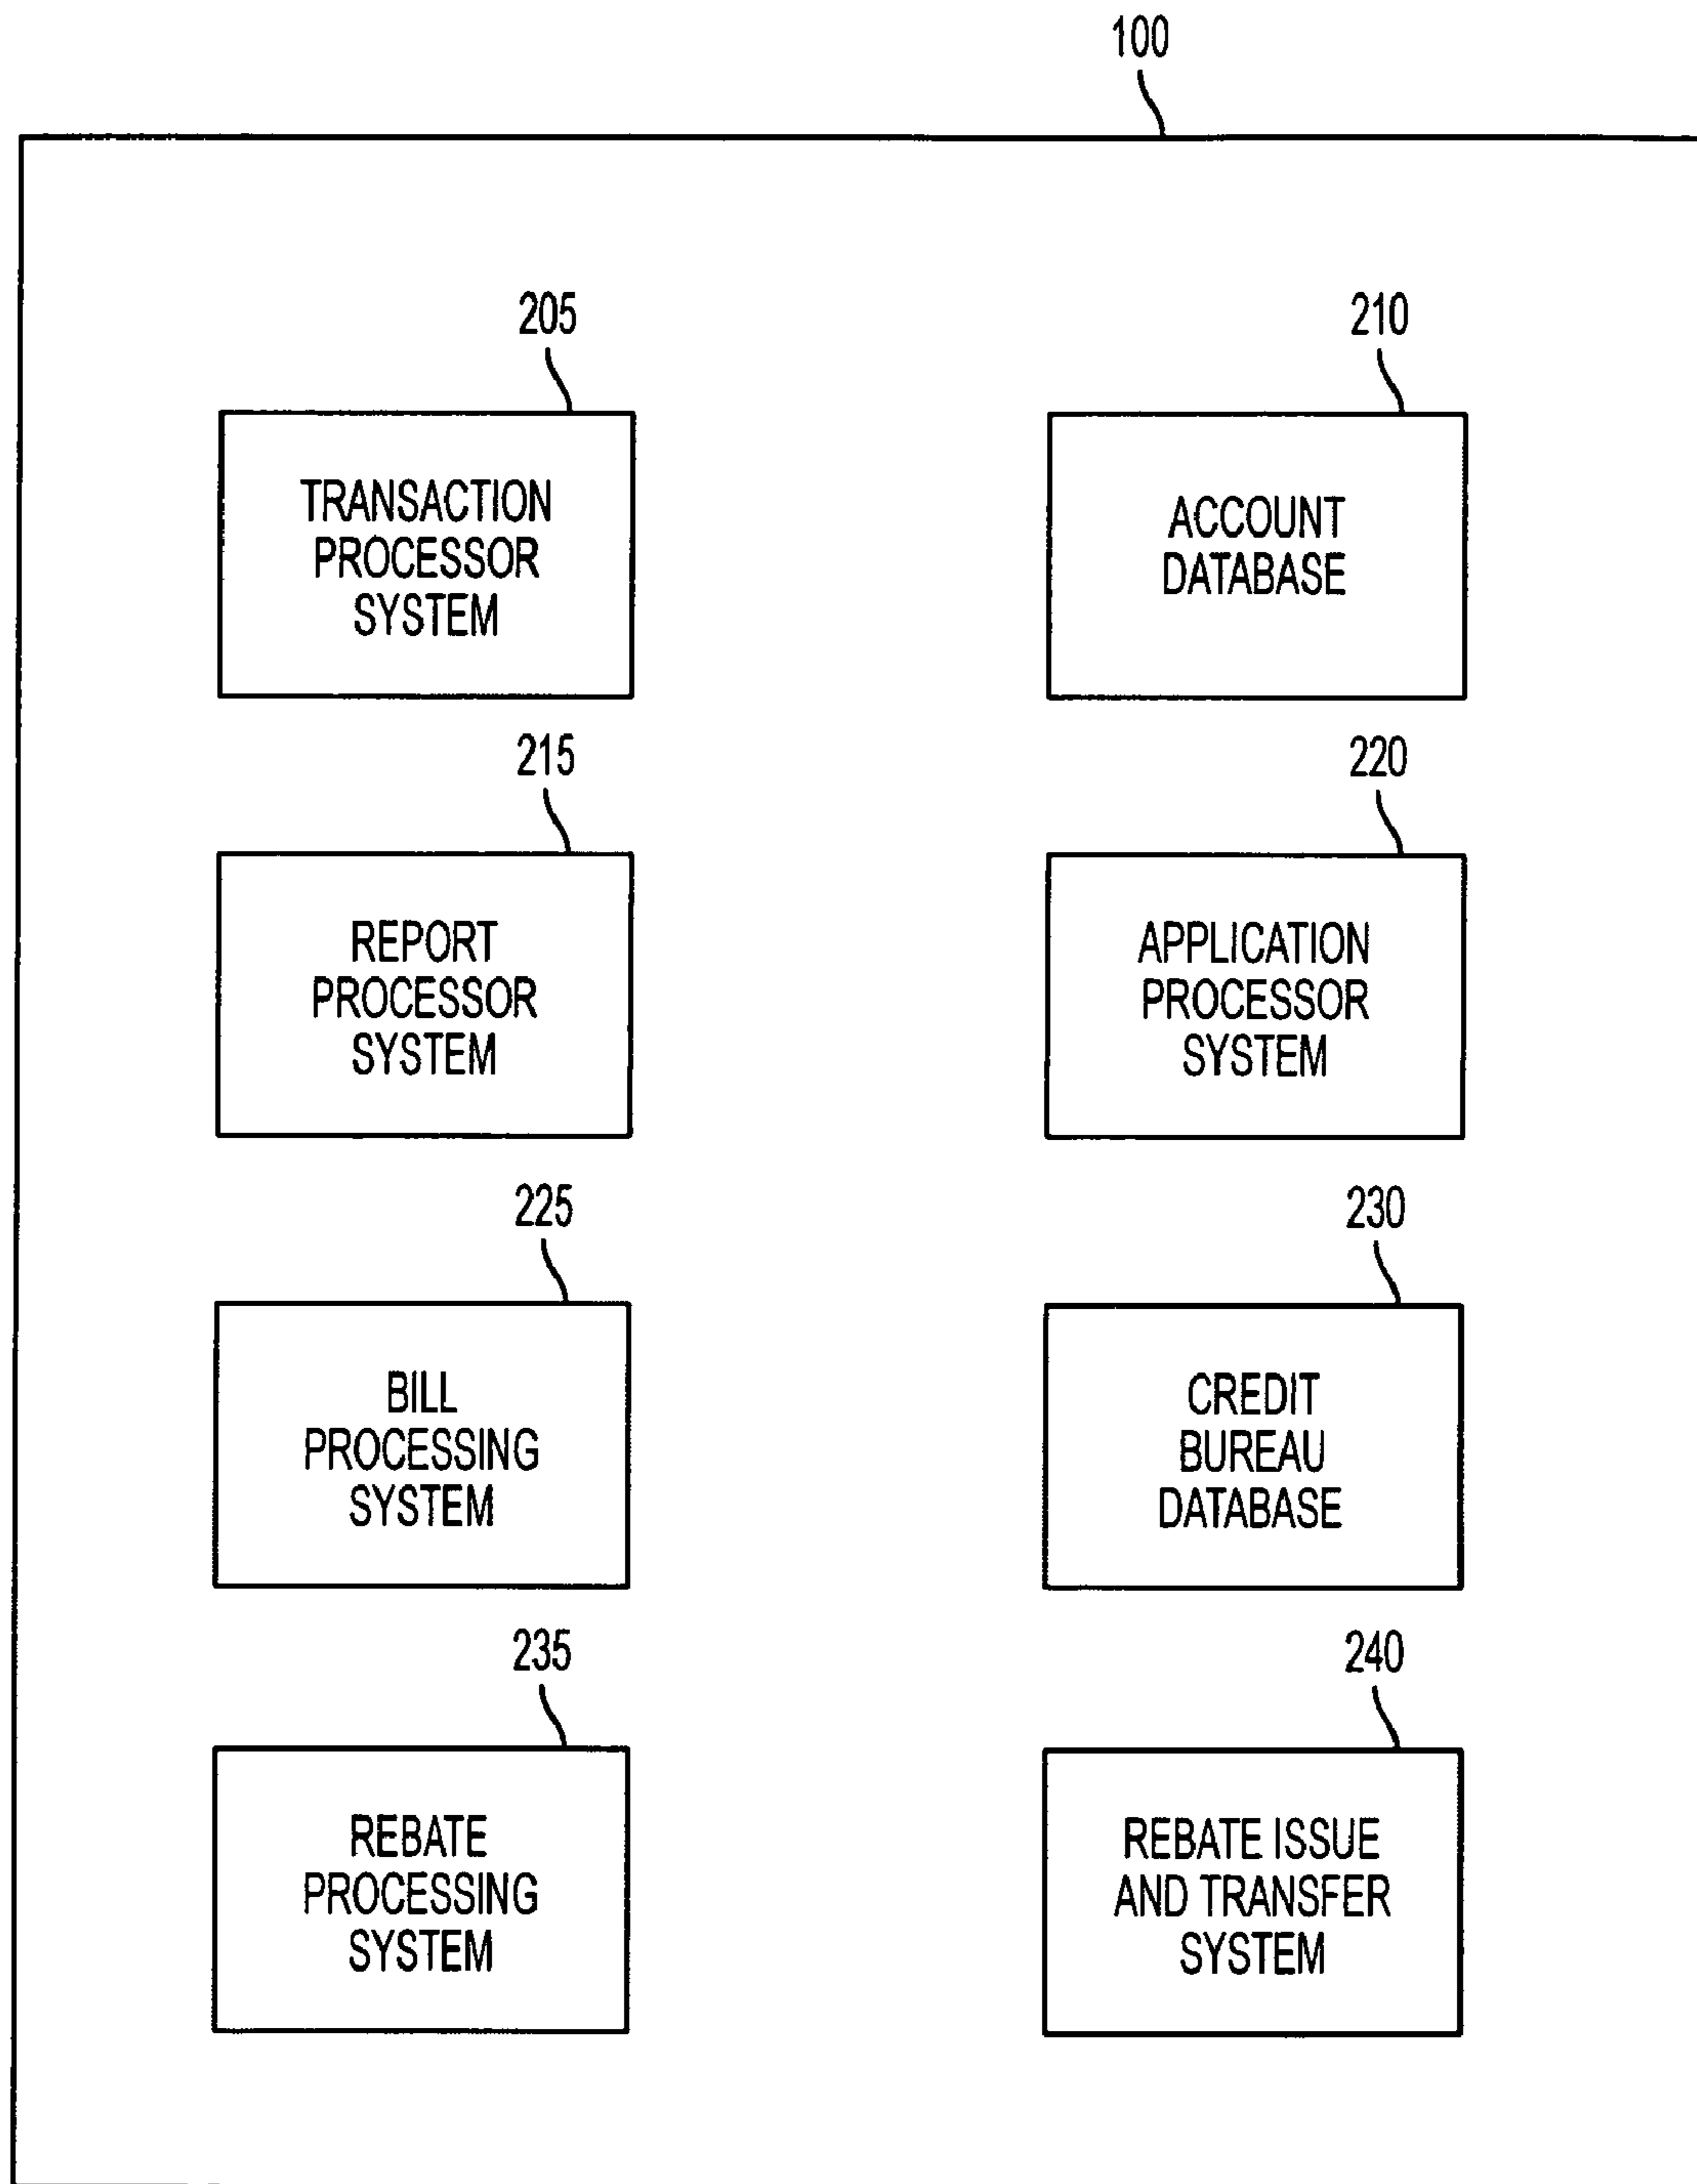 100
205
TRANSACTION
PROCESSOR
SYSTEM
210
ACCOUNT
DATABASE
215
REPORT
PROCESSOR
SYSTEM
220
APPLICATION
PROCESSOR
SYSTEM
225
BILL
PROCESSING
SYSTEM
230
CREDIT
BUREAU
DATABASE
235
REBATE
PROCESSING
SYSTEM
240
REBATE ISSUE
AND TRANSFER
SYSTEM